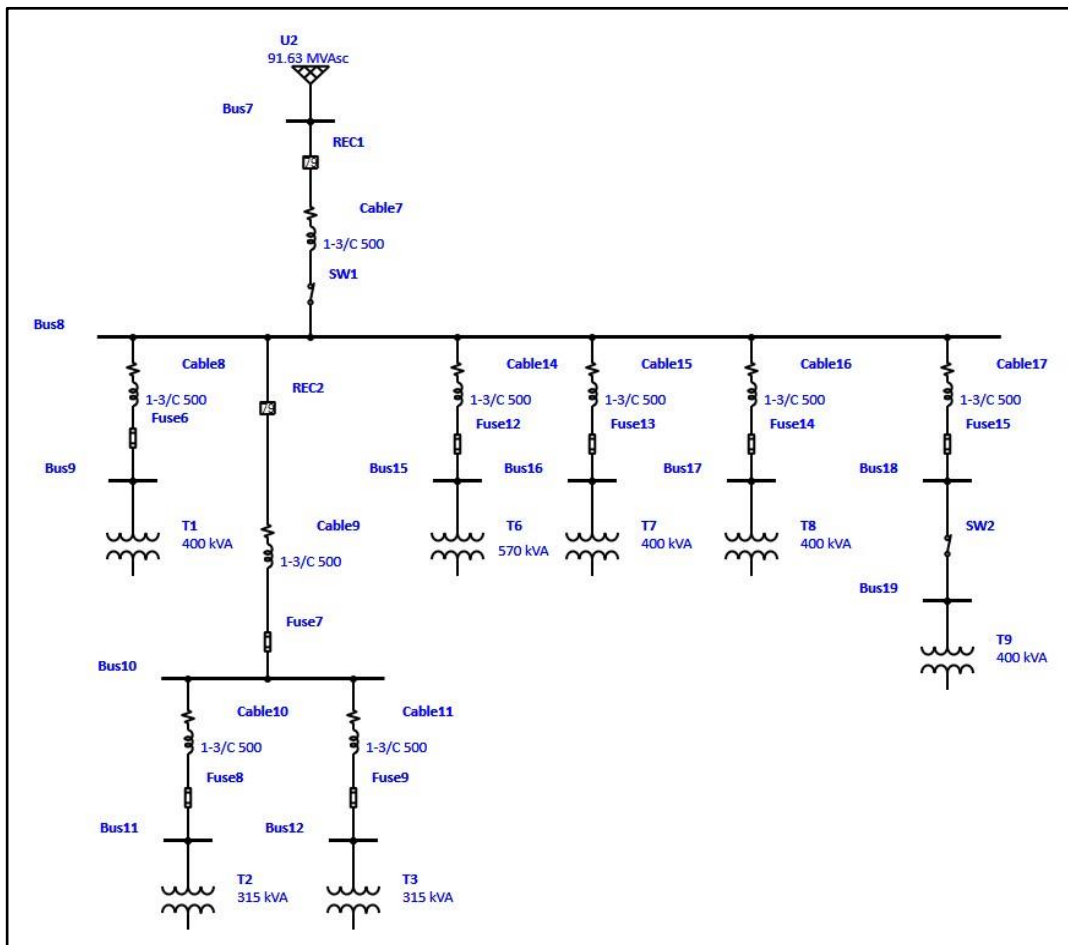 U2
91.63 MVAsc
Bus7
REC1
Cable7
1-3/C 500
SW1
Bus8
Cable8
1-3/C 500
Fuse6
Bus9
T1
400 kVA
REC2
Cable9
1-3/C 500
Fuse7
Bus10
Cable10
1-3/C 500
Fuse8
Bus11
T2
315 kVA
Cable11
1-3/C 500
Fuse9
Bus12
T3
315 kVA
Cable14
1-3/C 500
Fuse12
Bus15
T6
570 kVA
Cable15
1-3/C 500
Fuse13
Bus16
T7
400 kVA
Cable16
1-3/C 500
Fuse14
Bus17
T8
400 kVA
Cable17
1-3/C 500
Fuse15
Bus18
SW2
Bus19
T9
400 kVA